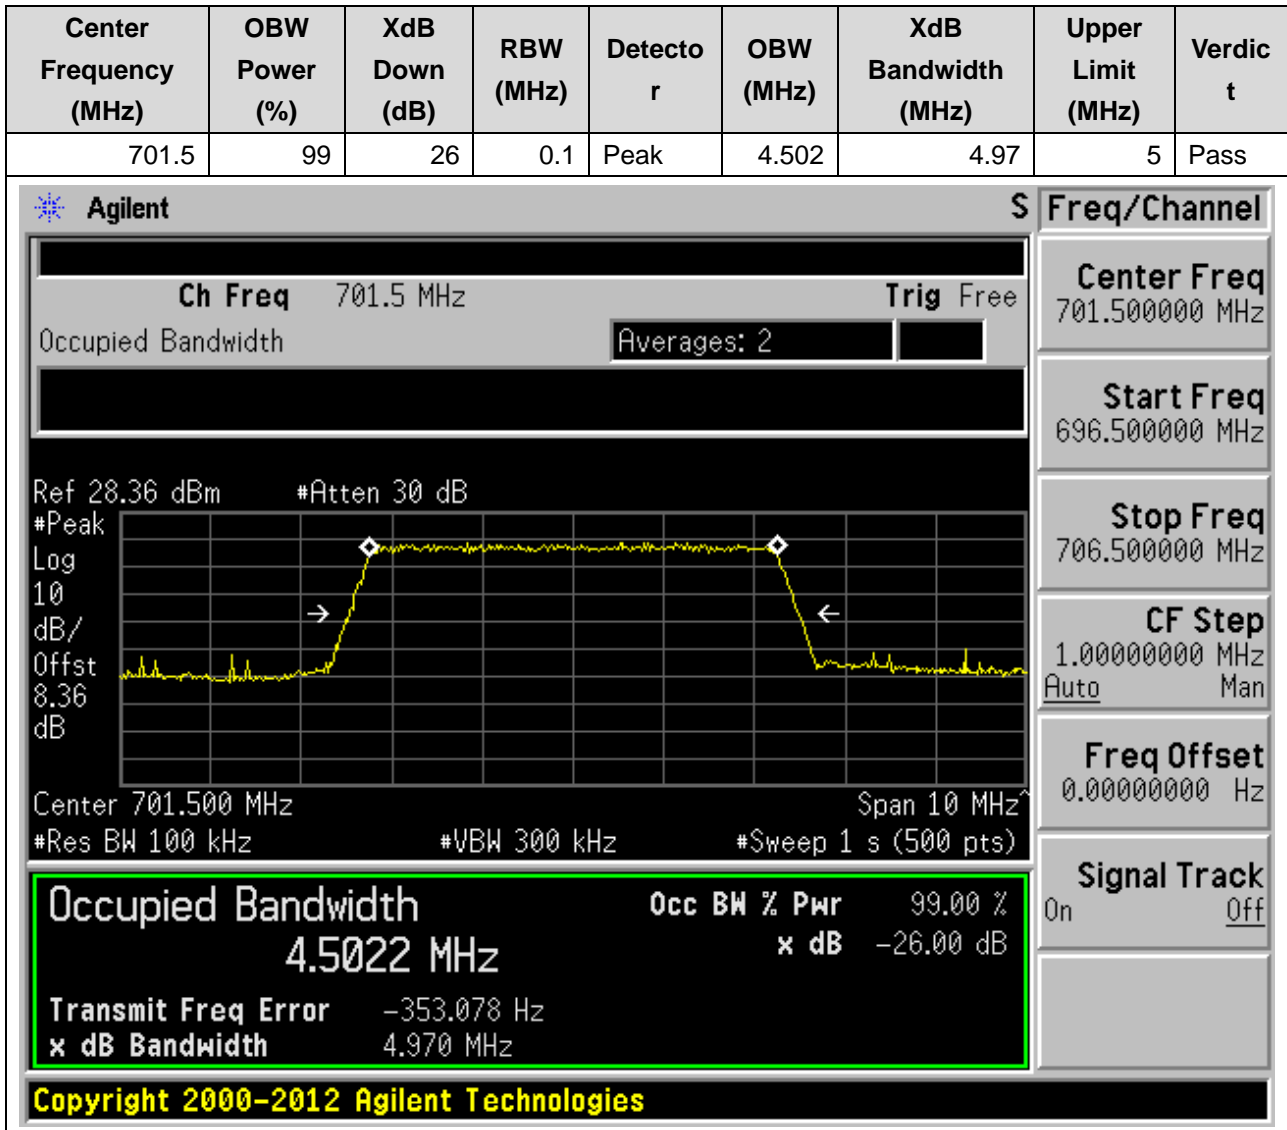 Center Frequency (MHz) OBW Power (%) XdB Down (dB) RBW (MHz) Detecto r OBW (MHz) XdB Bandwidth (MHz) Upper Limit (MHz) Verdic t
701.5 99 26 0.1 Peak 4.502 4.97 5 Pass
Agilent S
Ch Freq 701.5 MHz Trig Free
Occupied Bandwidth Averages: 2
Ref 28.36 dBm #Atten 30 dB
#Peak
Log
10
dB/
Offst
8.36
dB
Center 701.500 MHz Span 10 MHz^
#Res BW 100 kHz #VBW 300 kHz #Sweep 1 s (500 pts)
Occupied Bandwidth Occ BW % Pwr 99.00 %
4.5022 MHz x dB -26.00 dB
Transmit Freq Error -353.078 Hz
x dB Bandwidth 4.970 MHz
Copyright 2000-2012 Agilent Technologies
Freq/Channel
Center Freq
701.500000 MHz
Start Freq
696.500000 MHz
Stop Freq
706.500000 MHz
CF Step
1.00000000 MHz
Auto Man
Freq Offset
0.00000000 Hz
Signal Track
On Off